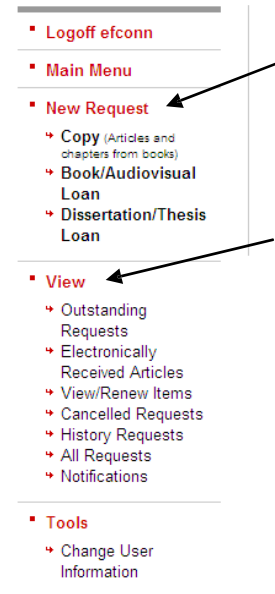 Logoff efconn
Main Menu
New Request
Copy (Articles and
chapters from books)
Book/Audiovisual
Loan
Dissertation/Thesis
Loan
View
Outstanding
Requests
Electronically
Received Articles
View/Renew Items
Cancelled Requests
History Requests
All Requests
Notifications
Tools
Change User
Information